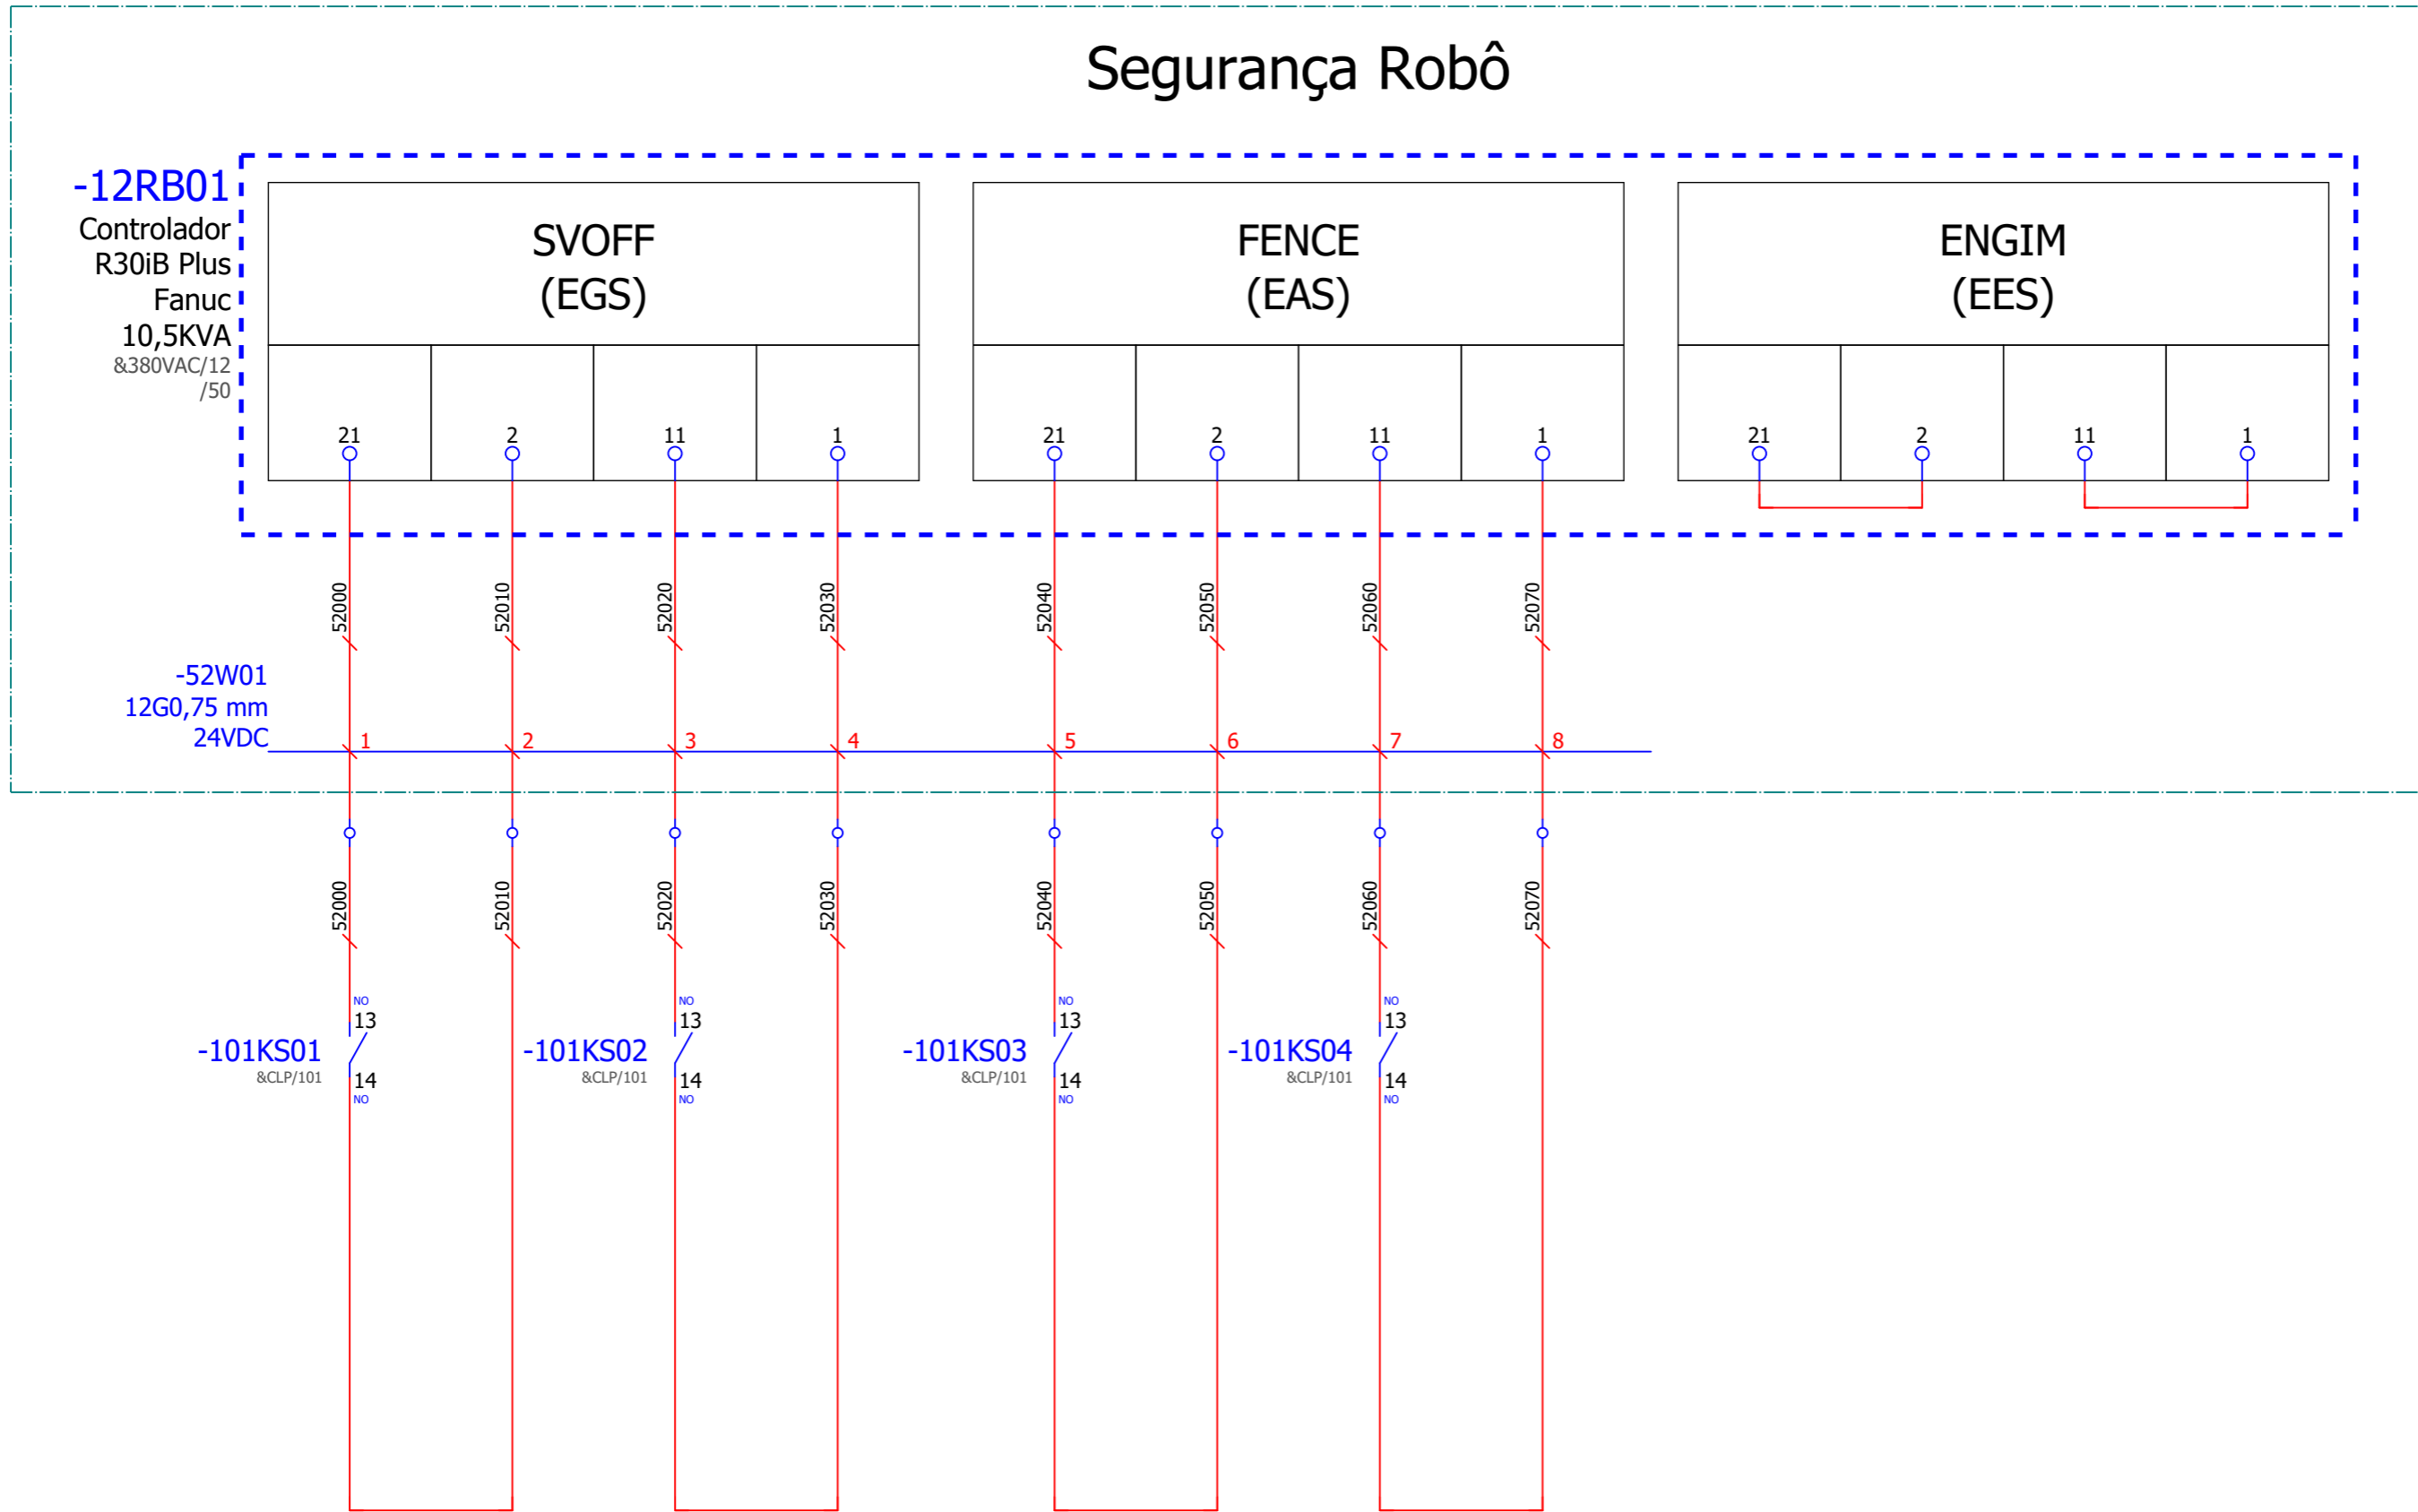 Segurança Robô
-12RB01
Controlador
R30iB Plus
Fanuc
10,5KVA
&380VAC/12
/50
SVOFF
(EGS)
FENCE
(EAS)
ENGIM
(EES)
21 2 11 1 21 2 11 1 21 2 11 1
52000 52010 52020 52030 52040 52050 52060 52070
-52W01
12G0,75 mm
24VDC
1 2 3 4 5 6 7 8
52000 52010 52020 52030 52040 52050 52060 52070
NO NO NO NO
13 13 13 13
-101KS01 -101KS02 -101KS03 -101KS04
&CLP/101 &CLP/101 &CLP/101 &CLP/101
14 14 14 14
NO NO NO NO